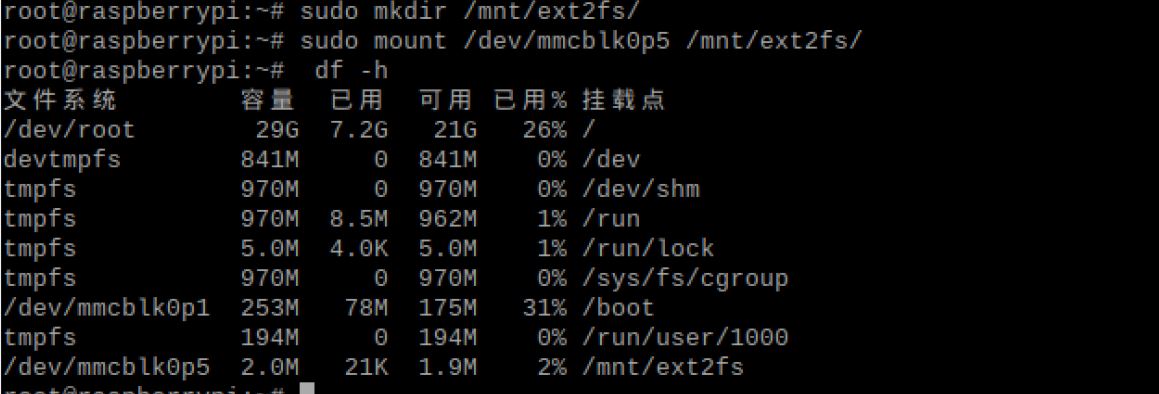 root@raspberrypi:~# sudo mkdir /mnt/ext2fs/
root@raspberrypi:~# sudo mount /dev/mmcblk0p5 /mnt/ext2fs/
root@raspberrypi:~#  df -h
文件系统        容量  已用  可用 已用% 挂载点
/dev/root        29G  7.2G   21G   26% /
devtmpfs        841M     0  841M    0% /dev
tmpfs           970M     0  970M    0% /dev/shm
tmpfs           970M  8.5M  962M    1% /run
tmpfs           5.0M  4.0K  5.0M    1% /run/lock
tmpfs           970M     0  970M    0% /sys/fs/cgroup
/dev/mmcblk0p1  253M   78M  175M   31% /boot
tmpfs           194M     0  194M    0% /run/user/1000
/dev/mmcblk0p5  2.0M   21K  1.9M    2% /mnt/ext2fs
root@raspberrypi:~#